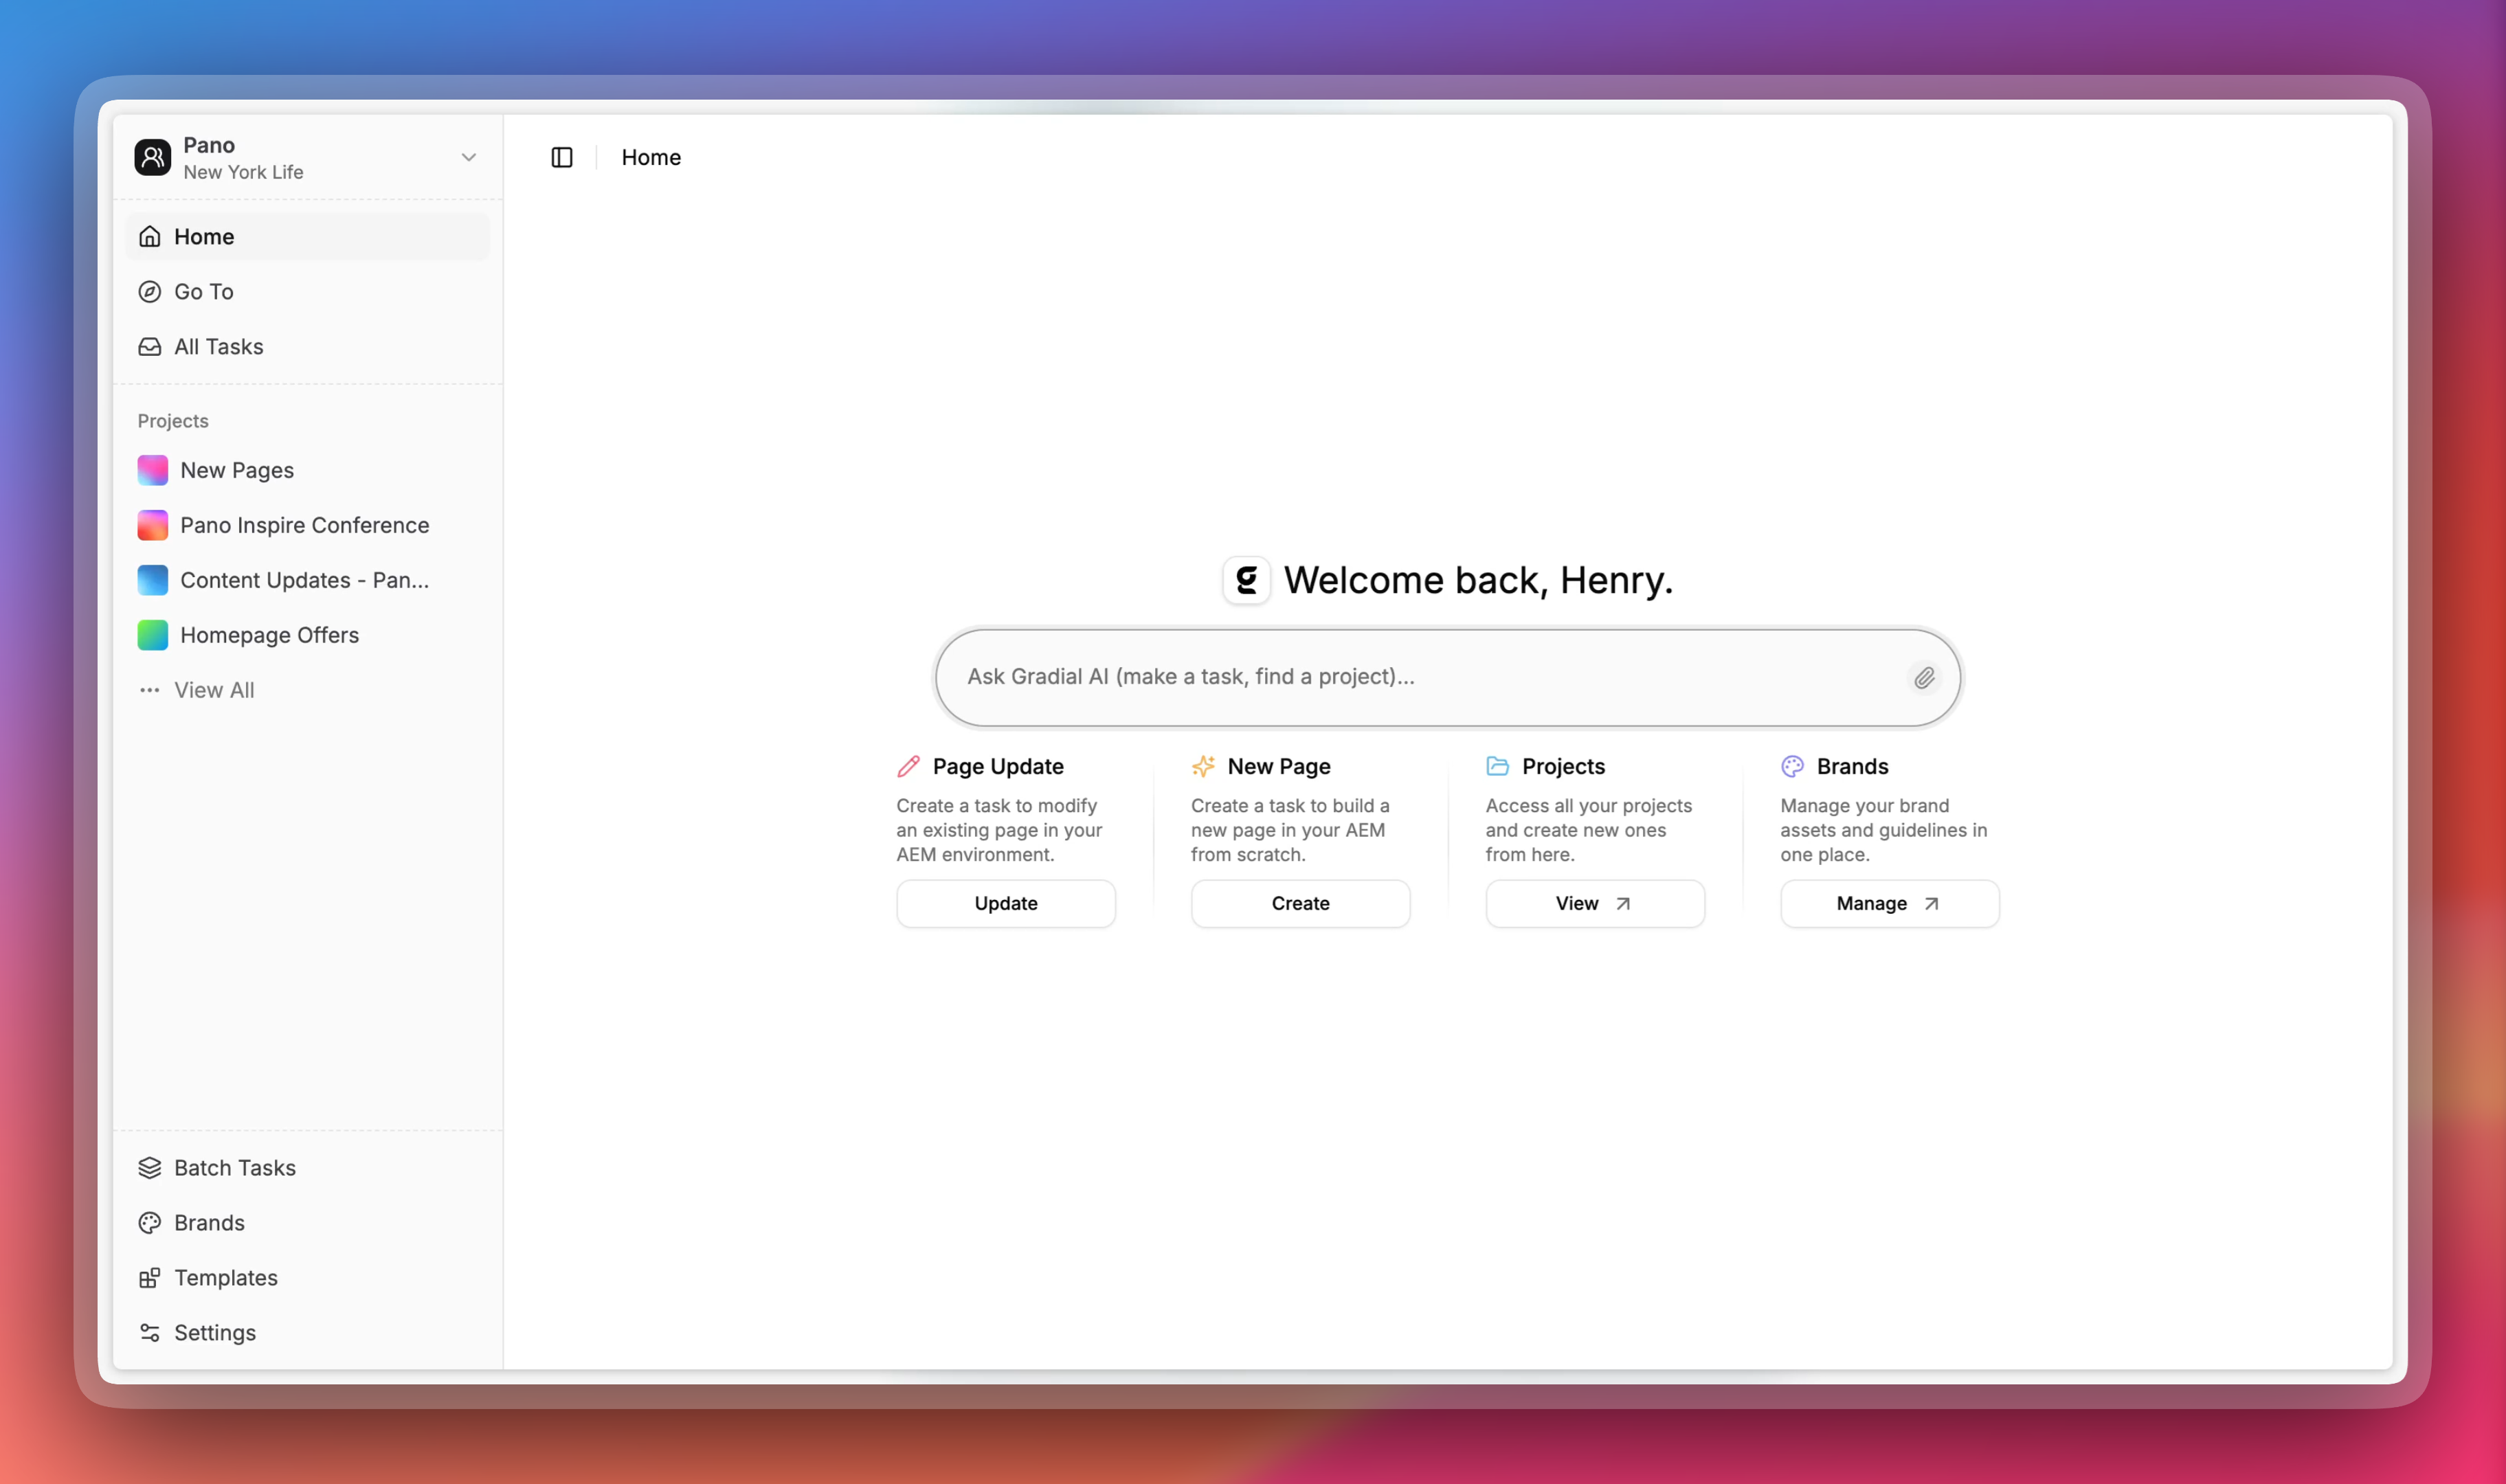 Pano
New York Life
Home
Go To
All Tasks
Projects
New Pages
Pano Inspire Conference
Content Updates - Pan...
Homepage Offers
View All
Batch Tasks
Brands
Templates
Settings
Home
g Welcome back, Henry.
Ask Gradial AI (make a task, find a project)...
Page Update
Create a task to modify
an existing page in your
AEM environment.
Update
New Page
Create a task to build a
new page in your AEM
from scratch.
Create
Projects
Access all your projects
and create new ones
from here.
View
Brands
Manage your brand
assets and guidelines in
one place.
Manage